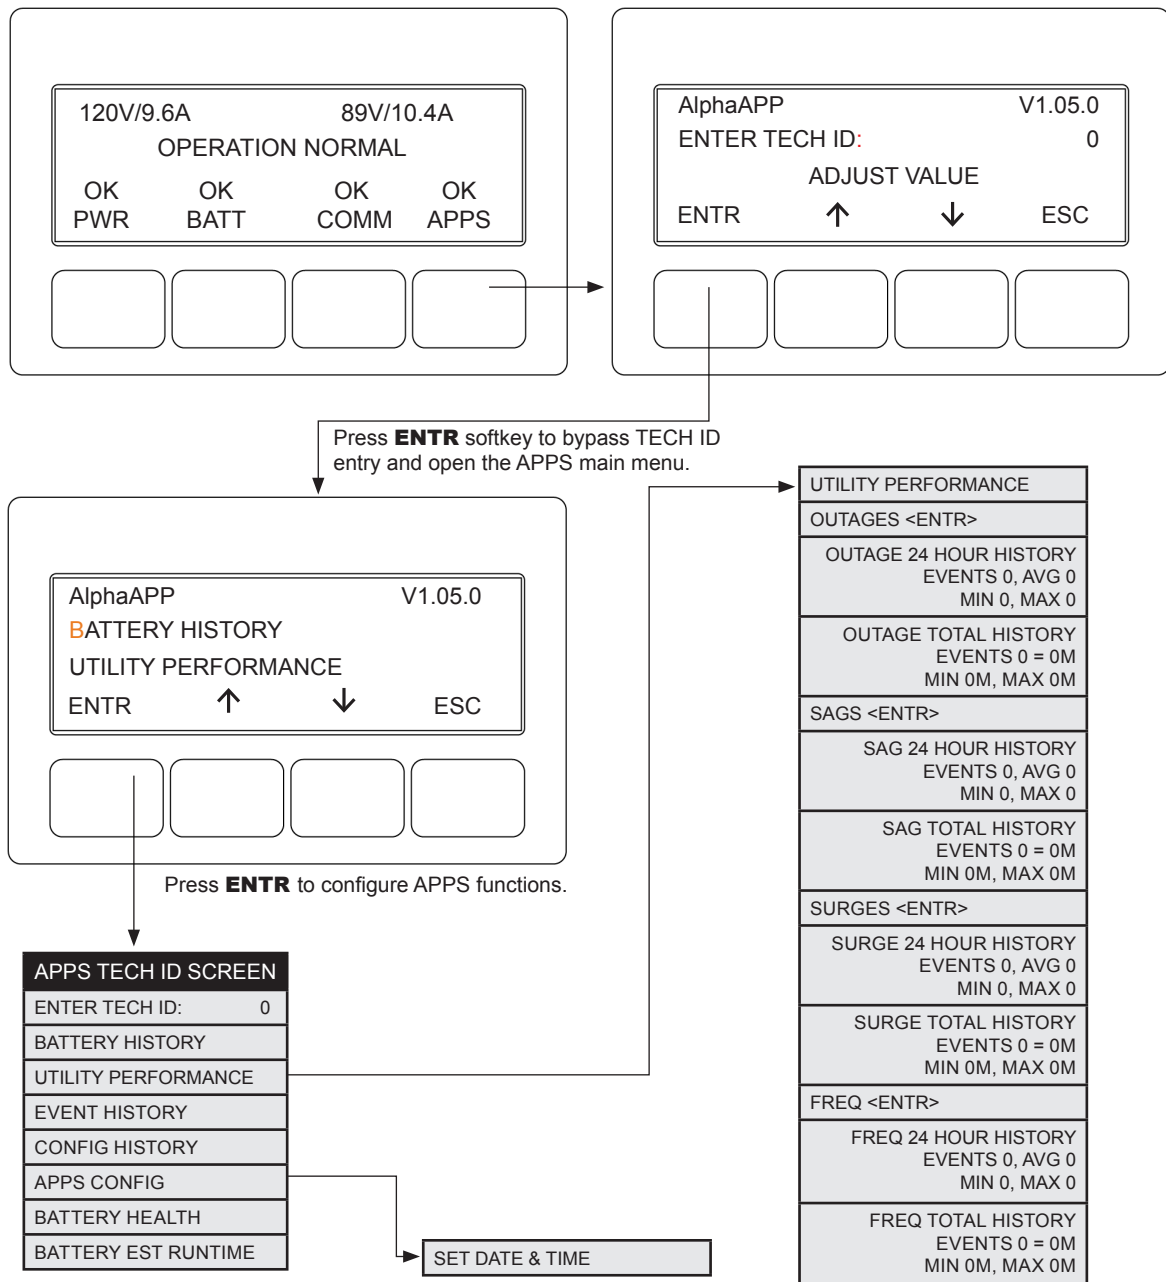 120V/9.6A 89V/10.4A
OPERATION NORMAL
OK OK OK OK
PWR BATT COMM APPS
AlphaAPP V1.05.0
ENTER TECH ID: 0
ADJUST VALUE
ENTR ↑ ↓ ESC
Press ENTR softkey to bypass TECH ID
entry and open the APPS main menu.
AlphaAPP V1.05.0
BATTERY HISTORY
UTILITY PERFORMANCE
ENTR ↑ ↓ ESC
Press ENTR to configure APPS functions.
APPS TECH ID SCREEN
ENTER TECH ID: 0
BATTERY HISTORY
UTILITY PERFORMANCE
EVENT HISTORY
CONFIG HISTORY
APPS CONFIG
BATTERY HEALTH
BATTERY EST RUNTIME
SET DATE & TIME
UTILITY PERFORMANCE
OUTAGES <ENTR>
OUTAGE 24 HOUR HISTORY
EVENTS 0, AVG 0
MIN 0, MAX 0
OUTAGE TOTAL HISTORY
EVENTS 0 = 0M
MIN 0M, MAX 0M
SAGS <ENTR>
SAG 24 HOUR HISTORY
EVENTS 0, AVG 0
MIN 0, MAX 0
SAG TOTAL HISTORY
EVENTS 0 = 0M
MIN 0M, MAX 0M
SURGES <ENTR>
SURGE 24 HOUR HISTORY
EVENTS 0, AVG 0
MIN 0, MAX 0
SURGE TOTAL HISTORY
EVENTS 0 = 0M
MIN 0M, MAX 0M
FREQ <ENTR>
FREQ 24 HOUR HISTORY
EVENTS 0, AVG 0
MIN 0, MAX 0
FREQ TOTAL HISTORY
EVENTS 0 = 0M
MIN 0M, MAX 0M